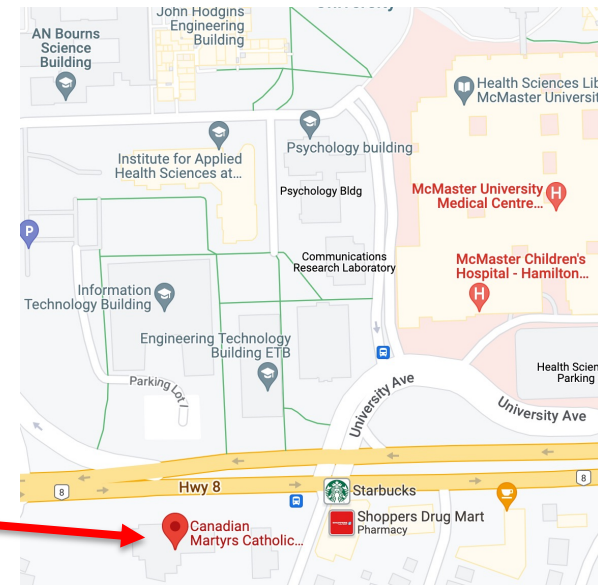 University
John Hodgins
Engineering
Building
AN Bourns
Science
Building
Health Sciences Lib
McMaster Universit
Psychology building
Institute for Applied
Health Sciences at...
Psychology Bldg
McMaster University
Medical Centre...
H
P
Communications
Research Laboratory
McMaster Children's
Hospital - Hamilton...
H
Information
Technology Building
Engineering Technology
Building ETB
Health Scien
Parking
Parking Lot I
University Ave
University Ave
8
Hwy 8
8
Starbucks
Shoppers Drug Mart
Pharmacy
Canadian
Martyrs Catholic...